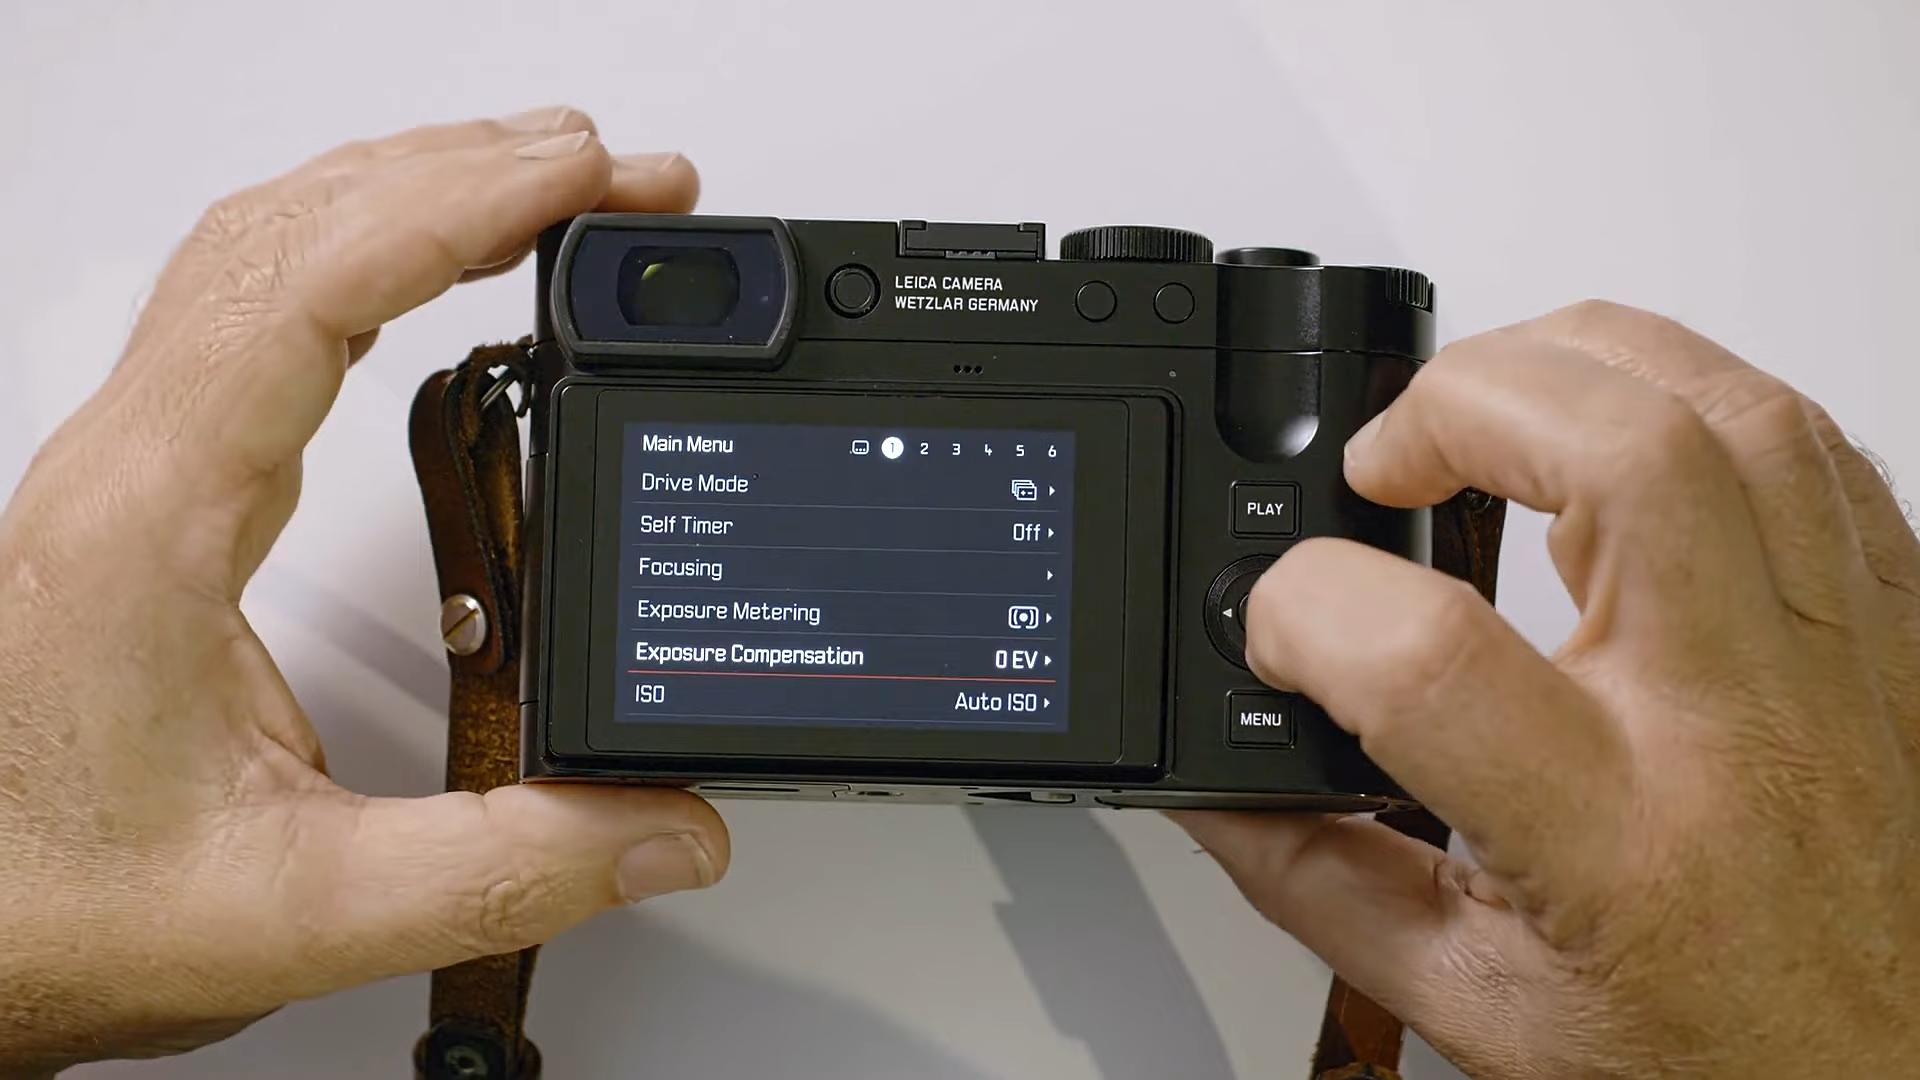 LEICA CAMERA
WETZLAR GERMANY
Main Menu 1 2 3 4 5 6
Drive Mode
Self Timer Off
Focusing
Exposure Metering
Exposure Compensation 0 EV
ISO Auto ISO
PLAY
MENU